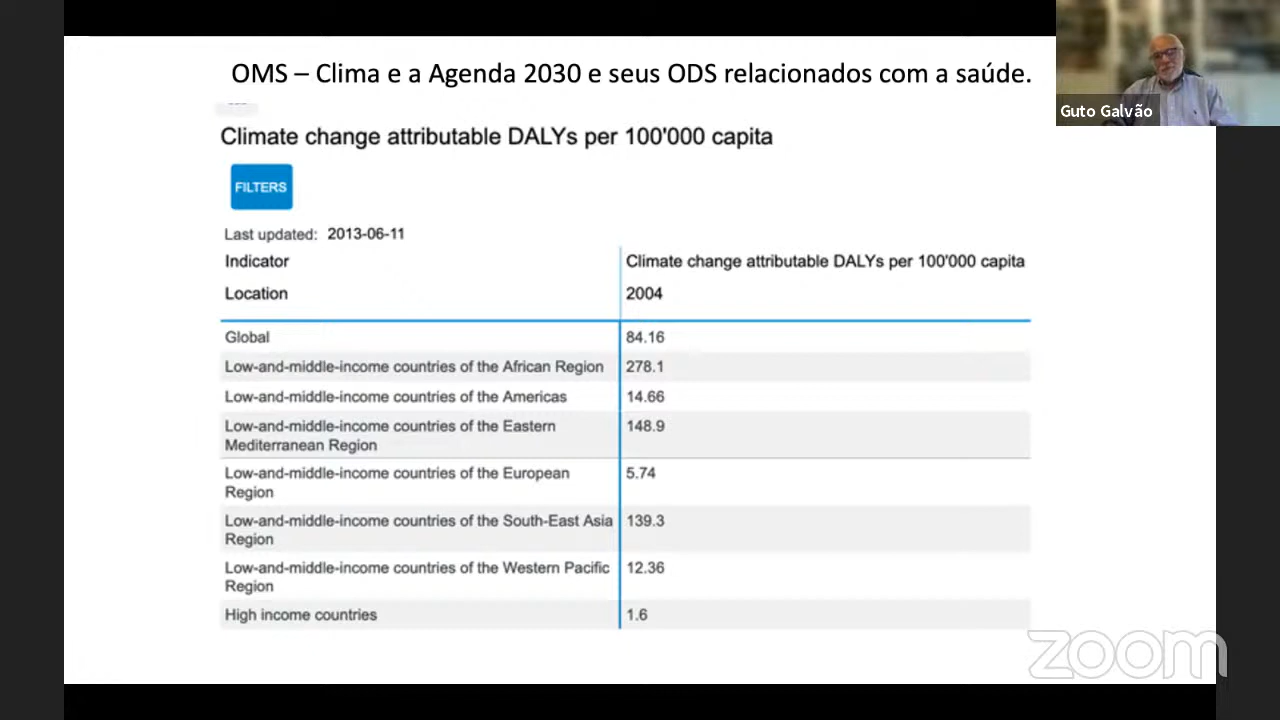 OMS – Clima e a Agenda 2030 e seus ODS relacionados com a saúde.
Guto Galvão
Climate change attributable DALYs per 100'000 capita
FILTERS
Last updated: 2013-06-11
Indicator Climate change attributable DALYs per 100'000 capita
Location 2004
Global 84.16
Low-and-middle-income countries of the African Region 278.1
Low-and-middle-income countries of the Americas 14.66
Low-and-middle-income countries of the Eastern 148.9
Mediterranean Region
Low-and-middle-income countries of the European 5.74
Region
Low-and-middle-income countries of the South-East Asia 139.3
Region
Low-and-middle-income countries of the Western Pacific 12.36
Region
High income countries 1.6
zoom